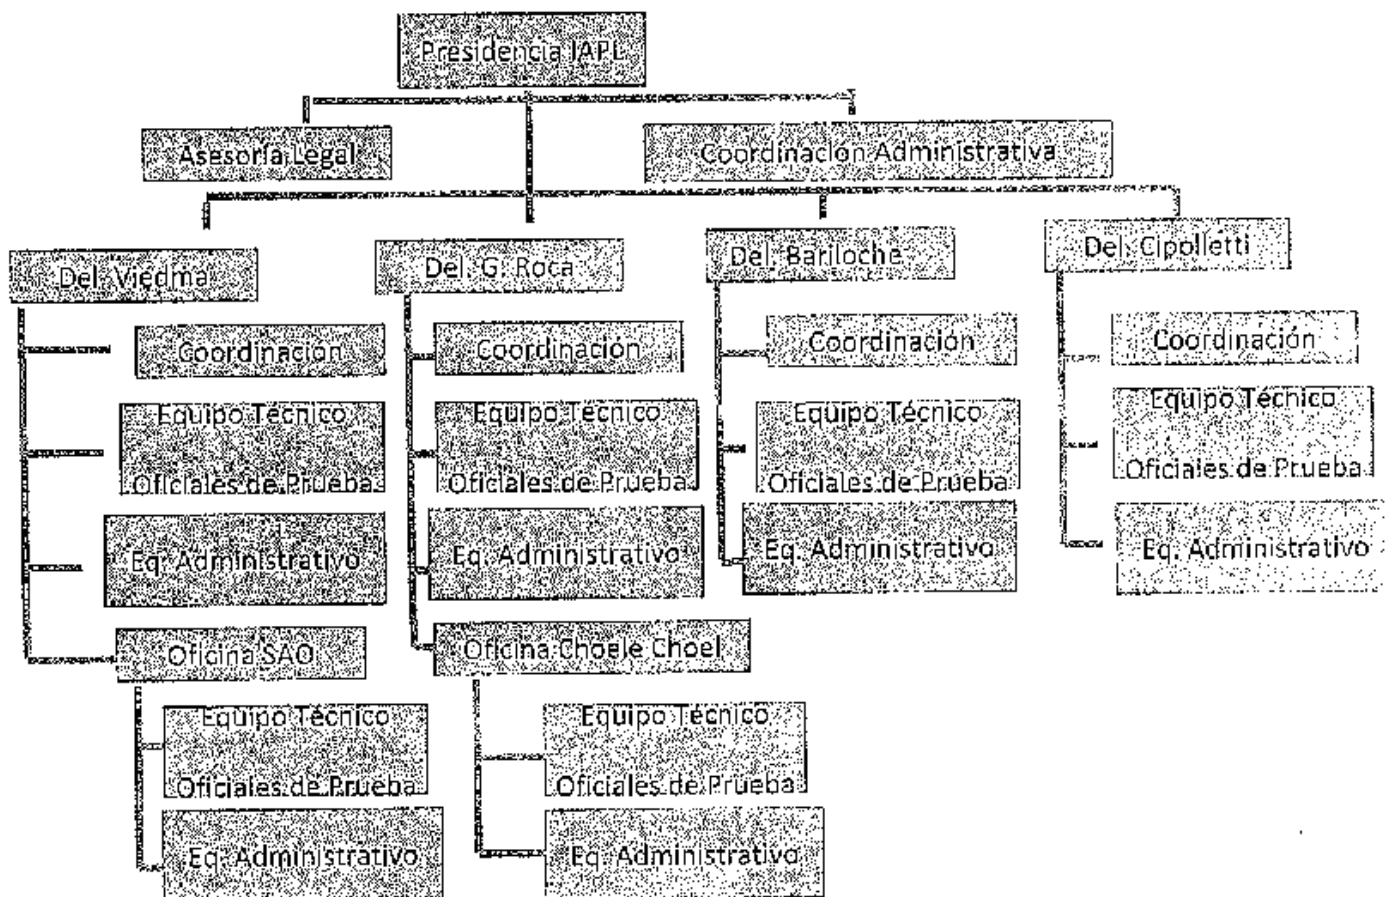 Presidencia IAPL
Asesoría Legal
Coordinación Administrativa
Del. Viedma
Del. G. Roca
Del. Bariloche
Del. Cipolletti
Coordinación
Coordinación
Coordinación
Coordinación
Equipo Técnico
Oficiales de Prueba
Equipo Técnico
Oficiales de Prueba
Equipo Técnico
Oficiales de Prueba
Equipo Técnico
Oficiales de Prueba
Eq. Administrativo
Eq. Administrativo
Eq. Administrativo
Eq. Administrativo
Oficina SAO
Oficina Choele Choel
Equipo Técnico
Oficiales de Prueba
Equipo Técnico
Oficiales de Prueba
Eq. Administrativo
Eq. Administrativo